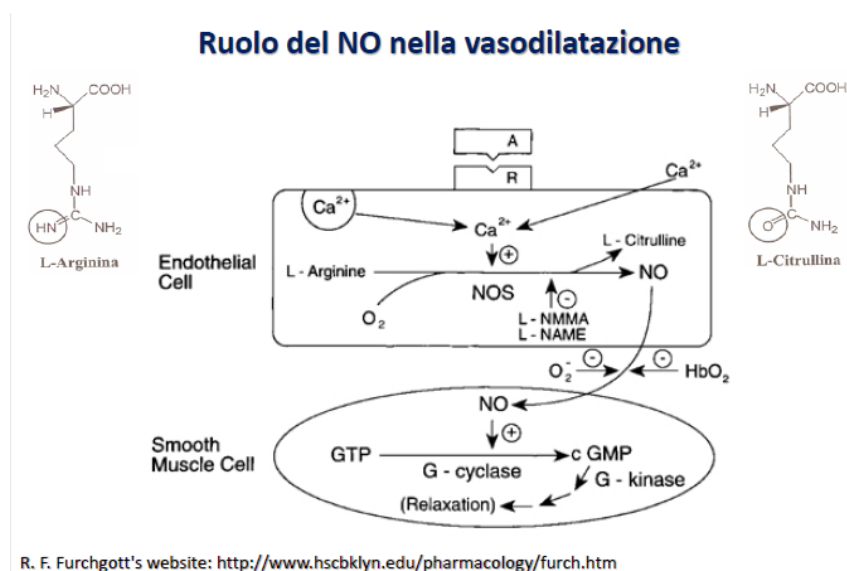 Ruolo del NO nella vasodilatazione
H₂N
COOH
H
NH
HN
C
NH₂
L-Arginina
H₂N
COOH
H
NH
O
C
NH₂
L-Citrullina
A
R
Ca²⁺
Ca²⁺
Ca²⁺
+
L - Citrulline
Endothelial
Cell
L - Arginine
NO
NOS
O₂
-
L - NMMA
L - NAME
O₂⁻
-
-
HbO₂
NO
+
Smooth
Muscle Cell
GTP
c GMP
G - cyclase
G - kinase
(Relaxation)
R. F. Furchgott's website: http://www.hscbklyn.edu/pharmacology/furch.htm